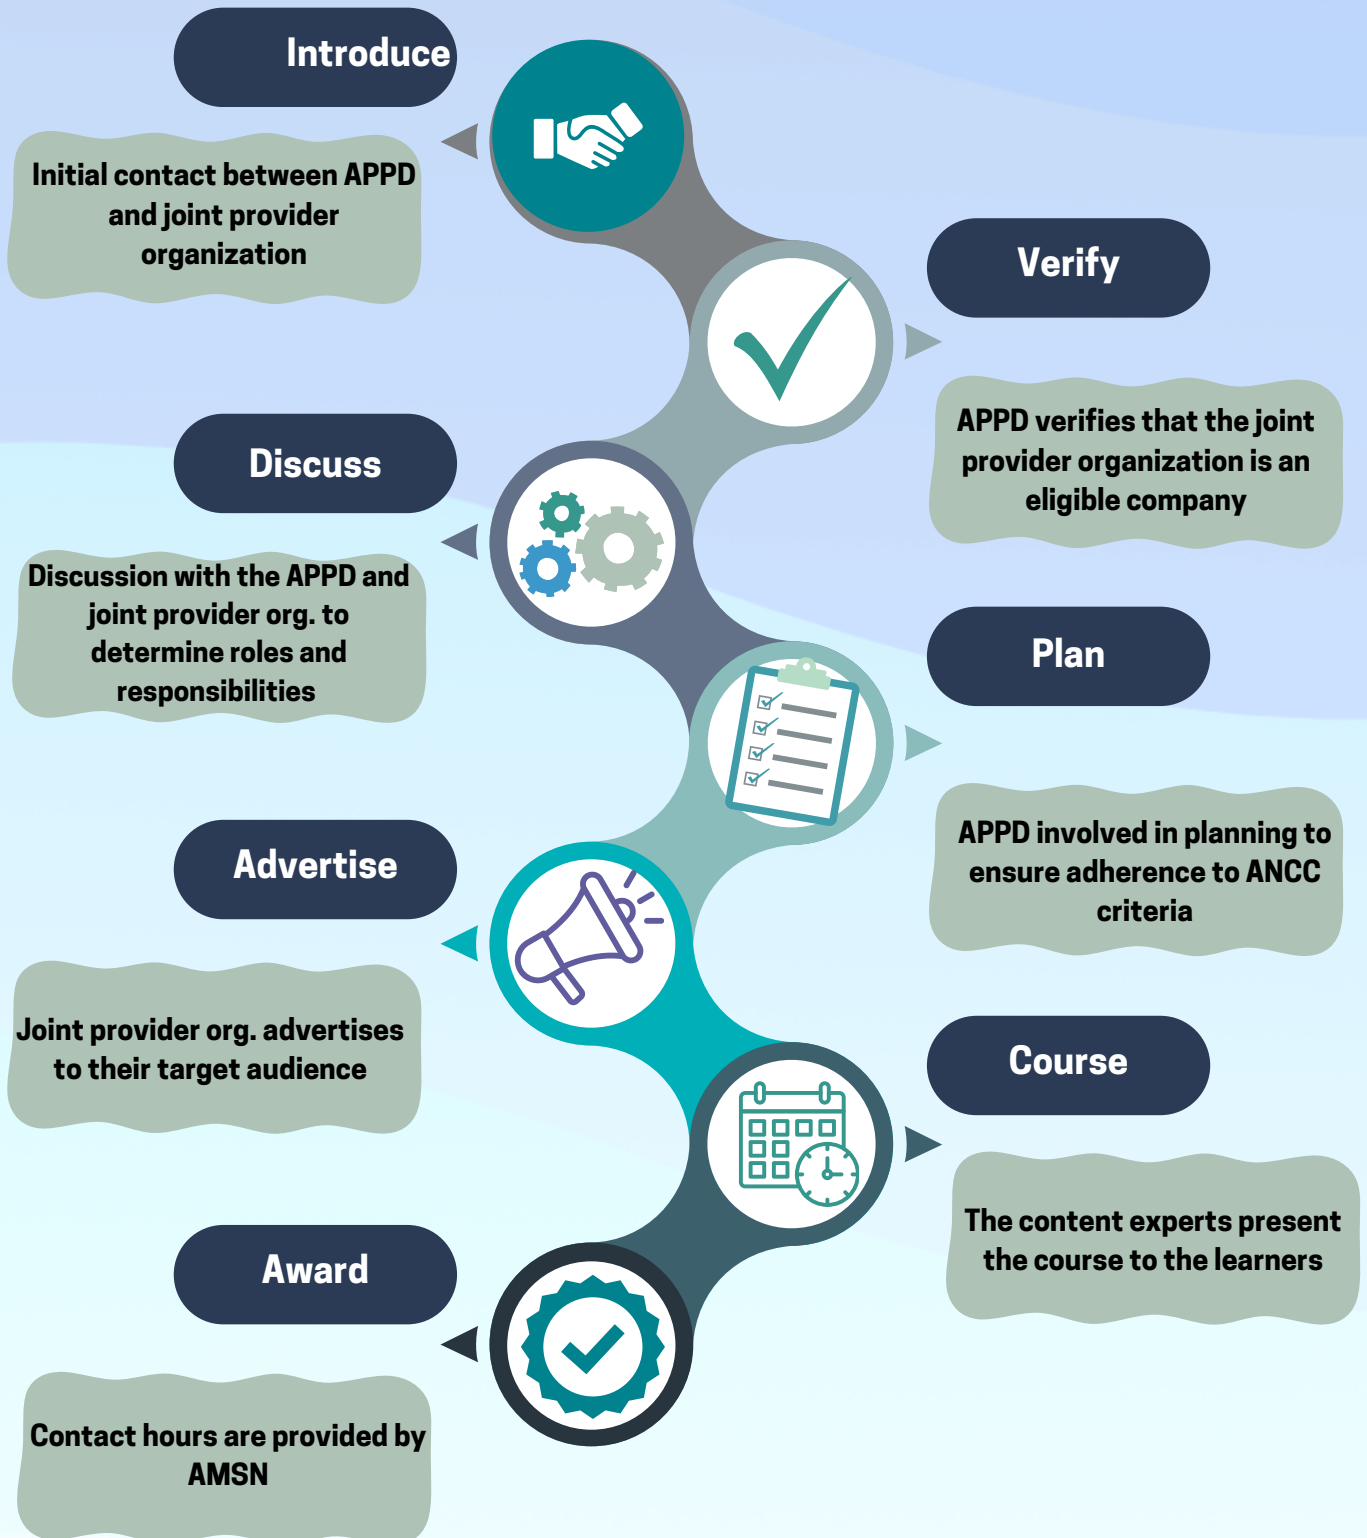 Introduce
Initial contact between APPD
and joint provider
organization
Verify
APPD verifies that the joint
provider organization is an
eligible company
Discuss
Discussion with the APPD and
joint provider org. to
determine roles and
responsibilities
Plan
APPD involved in planning to
ensure adherence to ANCC
criteria
Advertise
Joint provider org. advertises
to their target audience
Course
The content experts present
the course to the learners
Award
Contact hours are provided by
AMSN